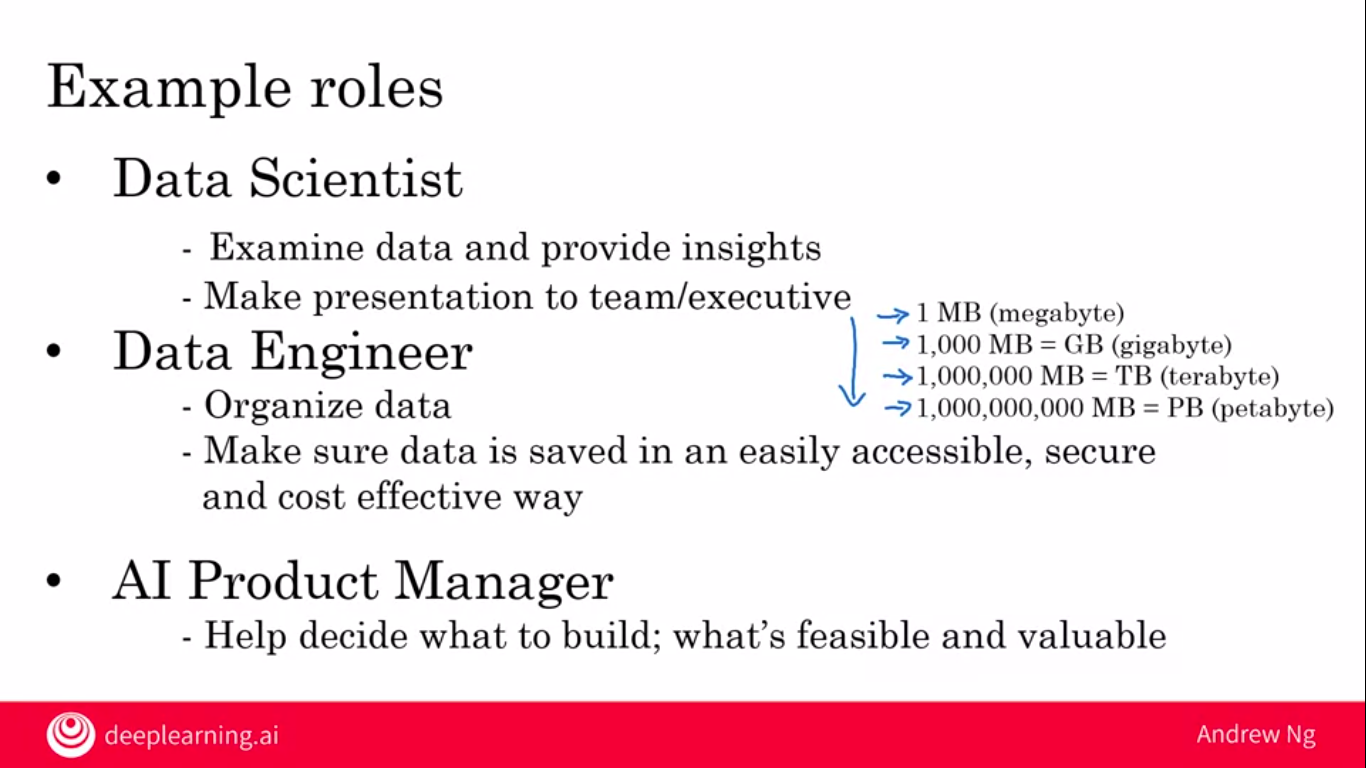 Example roles
• Data Scientist
- Examine data and provide insights
- Make presentation to team/executive
→ 1 MB (megabyte)
→ 1,000 MB = GB (gigabyte)
→ 1,000,000 MB = TB (terabyte)
→ 1,000,000,000 MB = PB (petabyte)
• Data Engineer
- Organize data
- Make sure data is saved in an easily accessible, secure
and cost effective way
• AI Product Manager
- Help decide what to build; what’s feasible and valuable
deeplearning.ai
Andrew Ng